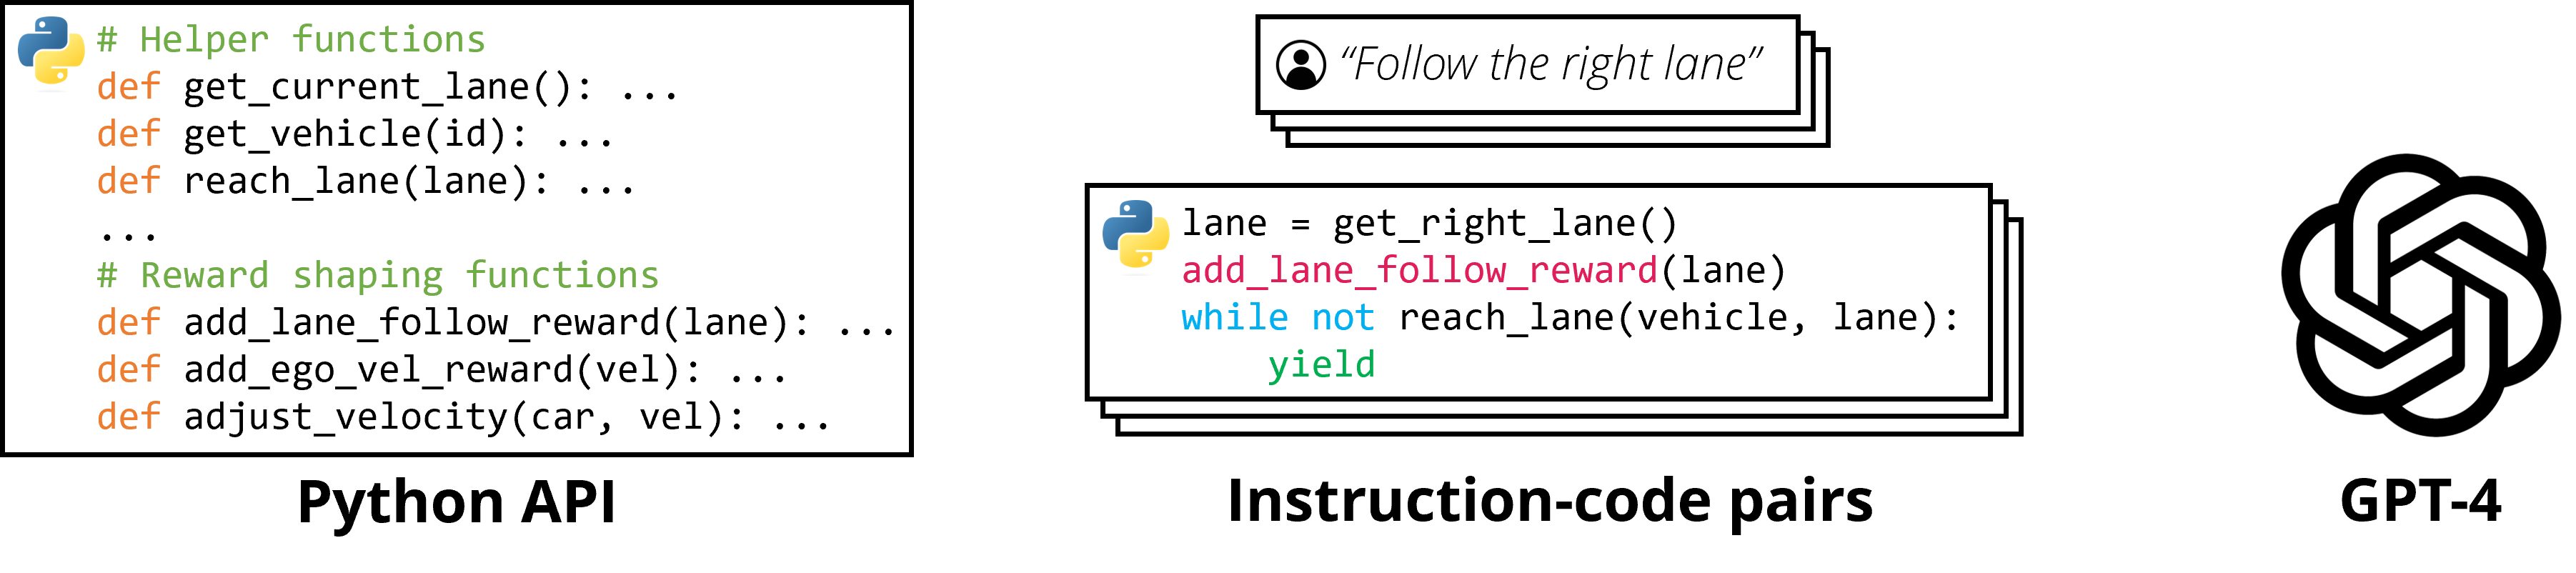 # Helper functions
def get_current_lane(): ...
def get_vehicle(id): ...
def reach_lane(lane): ...
...
# Reward shaping functions
def add_lane_follow_reward(lane): ...
def add_ego_vel_reward(vel): ...
def adjust_velocity(car, vel): ...
Python API
“Follow the right lane”
lane = get_right_lane()
add_lane_follow_reward(lane)
while not reach_lane(vehicle, lane):
    yield
Instruction-code pairs
GPT-4